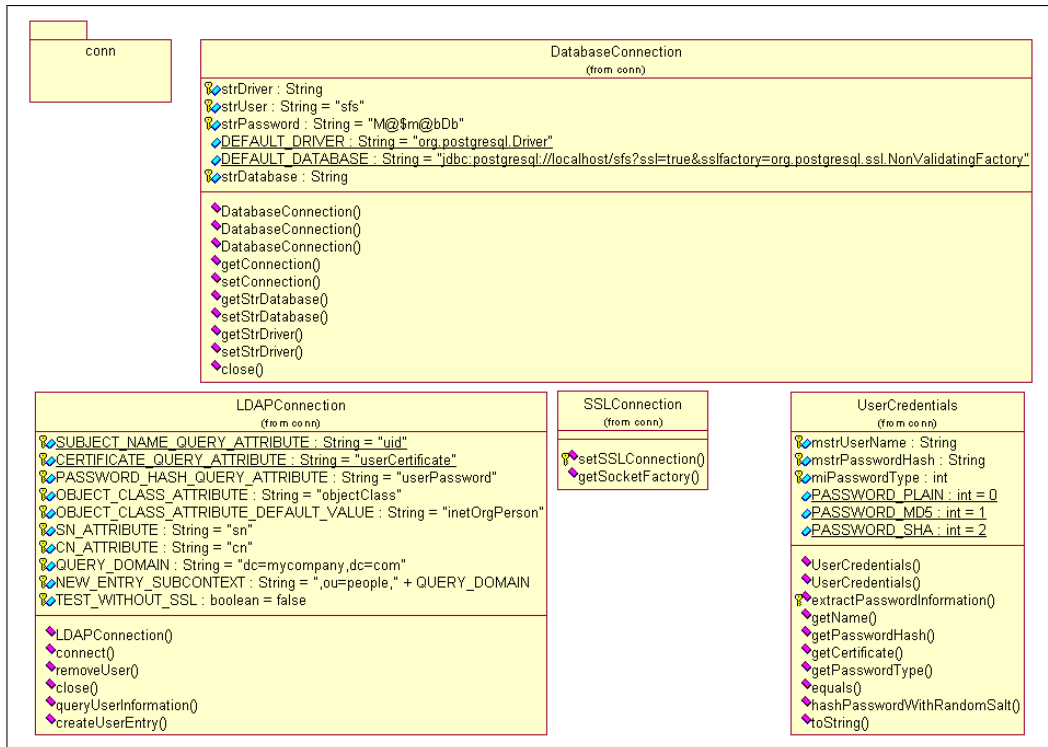 conn
DatabaseConnection
(from conn)
strDriver : String
strUser : String = "sfs"
strPassword : String = "M@$m@bDb"
DEFAULT_DRIVER : String = "org.postgresql.Driver"
DEFAULT_DATABASE : String = "jdbc:postgresql://localhost/sfs?ssl=true&sslfactory=org.postgresql.ssl.NonValidatingFactory"
strDatabase : String
DatabaseConnection()
DatabaseConnection()
DatabaseConnection()
getConnection()
setConnection()
getStrDatabase()
setStrDatabase()
getStrDriver()
setStrDriver()
close()
LDAPConnection
(from conn)
SUBJECT_NAME_QUERY_ATTRIBUTE : String = "uid"
CERTIFICATE_QUERY_ATTRIBUTE : String = "userCertificate"
PASSWORD_HASH_QUERY_ATTRIBUTE : String = "userPassword"
OBJECT_CLASS_ATTRIBUTE : String = "objectClass"
OBJECT_CLASS_ATTRIBUTE_DEFAULT_VALUE : String = "inetOrgPerson"
SN_ATTRIBUTE : String = "sn"
CN_ATTRIBUTE : String = "cn"
QUERY_DOMAIN : String = "dc=mycompany,dc=com"
NEW_ENTRY_SUBCONTEXT : String = ",ou=people," + QUERY_DOMAIN
TEST_WITHOUT_SSL : boolean = false
LDAPConnection()
connect()
removeUser()
close()
queryUserInformation()
createUserEntry()
SSLConnection
(from conn)
setSSLConnection()
getSocketFactory()
UserCredentials
(from conn)
mstrUserName : String
mstrPasswordHash : String
miPasswordType : int
PASSWORD_PLAIN : int = 0
PASSWORD_MD5 : int = 1
PASSWORD_SHA : int = 2
UserCredentials()
UserCredentials()
extractPasswordInformation()
getName()
getPasswordHash()
getCertificate()
getPasswordType()
equals()
hashPasswordWithRandomSalt()
toString()